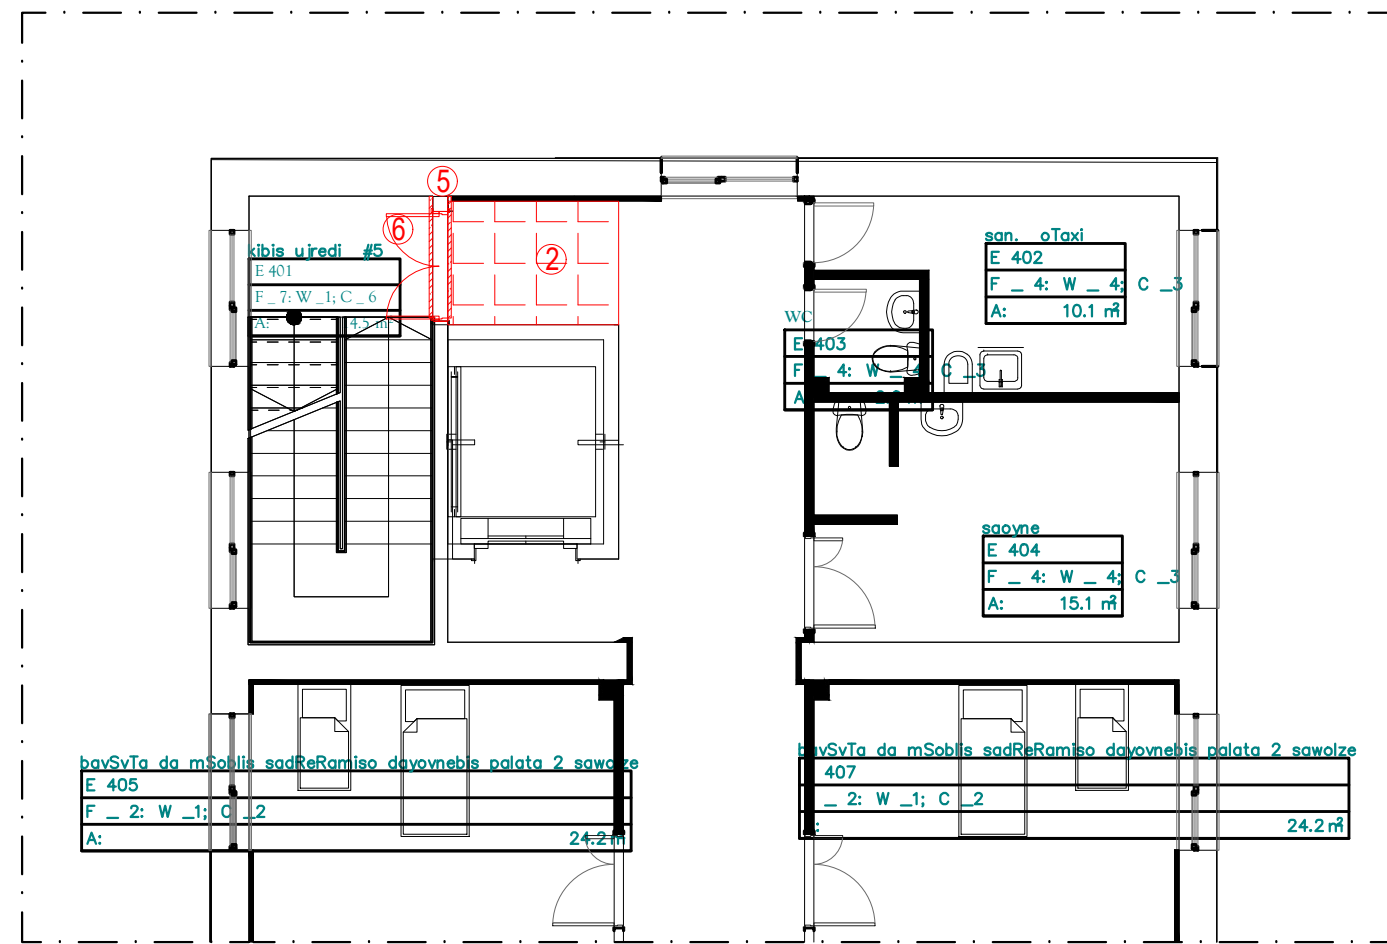 5
6
2
kibis ujredi #5
E 401
F _ 7: W _1; C _ 6
A: 4.5 m²
san. oTaxi
E 402
F _ 4: W _ 4; C _3
A: 10.1 m²
WC
E 403
F _ 4: W _ 4; C _3
A
saoyne
E 404
F _ 4: W _ 4; C _3
A: 15.1 m²
bavSvTa da mSoblis sadReRamiso dayovnebis palata 2 sawolze
E 405
F _ 2: W _1; C _2
A: 24.2 m²
bavSvTa da mSoblis sadReRamiso dayovnebis palata 2 sawolze
407
_ 2: W _1; C _2
: 24.2 m²